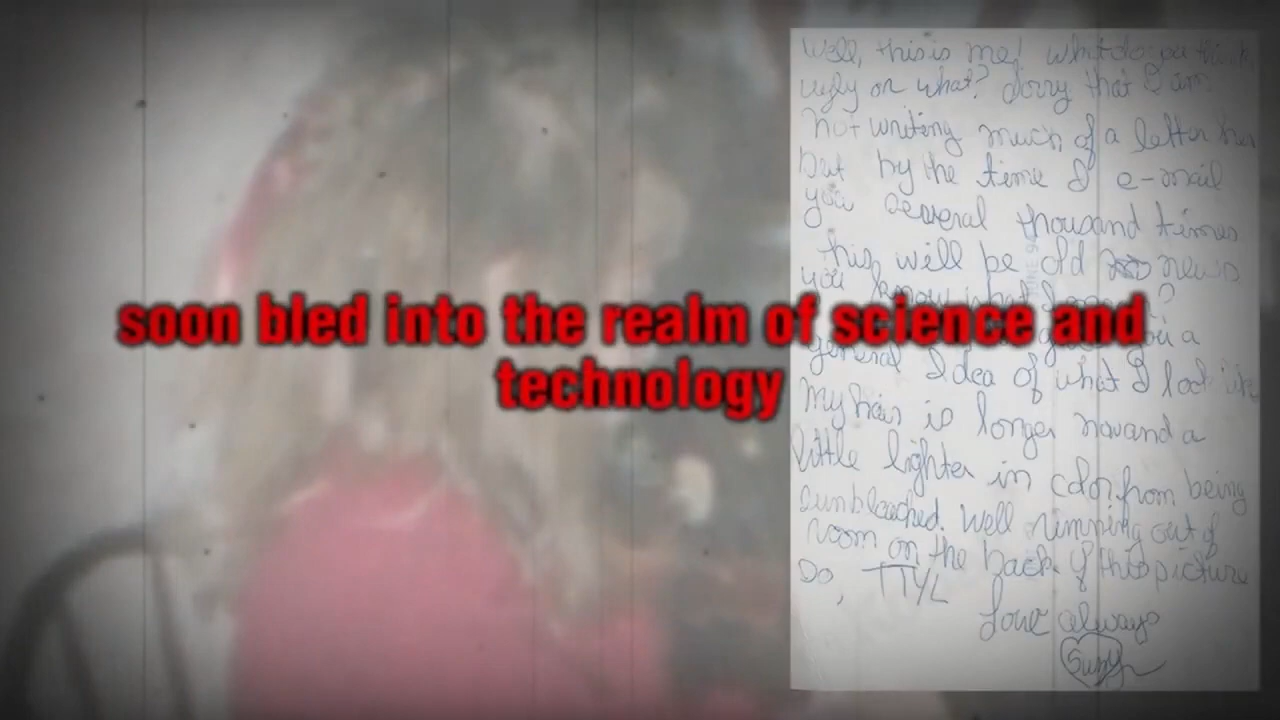 soon bled into the realm of science and
technology
Well, this is me! what do you think
ugly or what? Sorry that I am
not writing much of a letter
but by the time I e-mail
you several thousand times
this will be old news
you know what I
general Idea of what I look like
My hair is longer now and a
little lighter in color from being
sunbleached. Well running out of
room on the back of this picture
So, TTYL
Love always